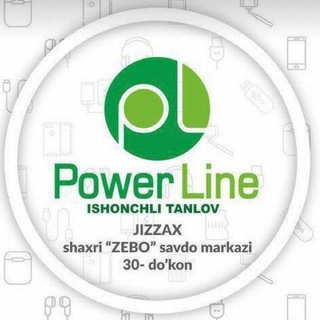 pl
Power Line
ISHONCHLI TANLOV
JIZZAX
shaxri “ZEBO” savdo markazi
30- do’kon